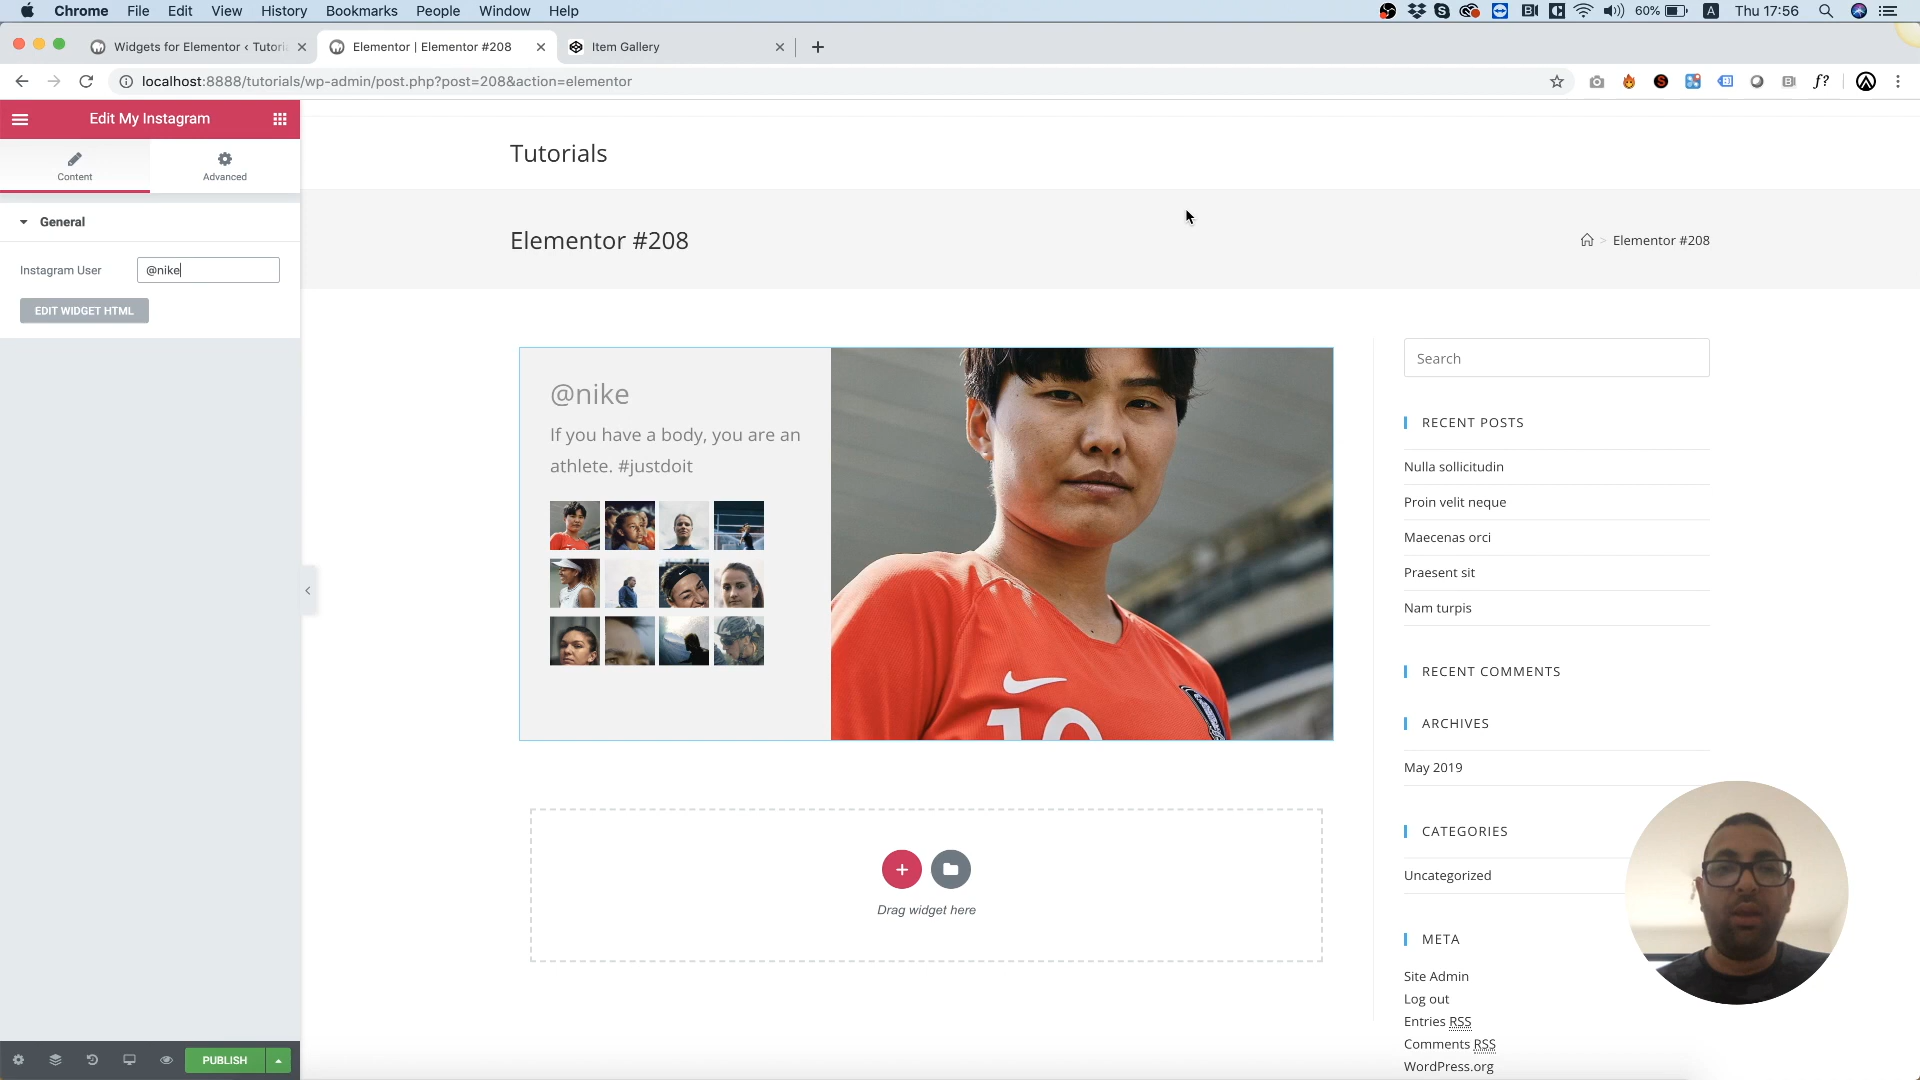 Chrome File Edit View History Bookmarks People Window Help
60% A Thu 17:56
Widgets for Elementor ‹ Tutori
Elementor | Elementor #208
Item Gallery
localhost:8888/tutorials/wp-admin/post.php?post=208&action=elementor
f?
Edit My Instagram
Content
Advanced
General
Instagram User
@nike
EDIT WIDGET HTML
PUBLISH
Tutorials
Elementor #208
> Elementor #208
@nike
If you have a body, you are an
athlete. #justdoit
10
Drag widget here
Search
RECENT POSTS
Nulla sollicitudin
Proin velit neque
Maecenas orci
Praesent sit
Nam turpis
RECENT COMMENTS
ARCHIVES
May 2019
CATEGORIES
Uncategorized
META
Site Admin
Log out
Entries RSS
Comments RSS
WordPress.org